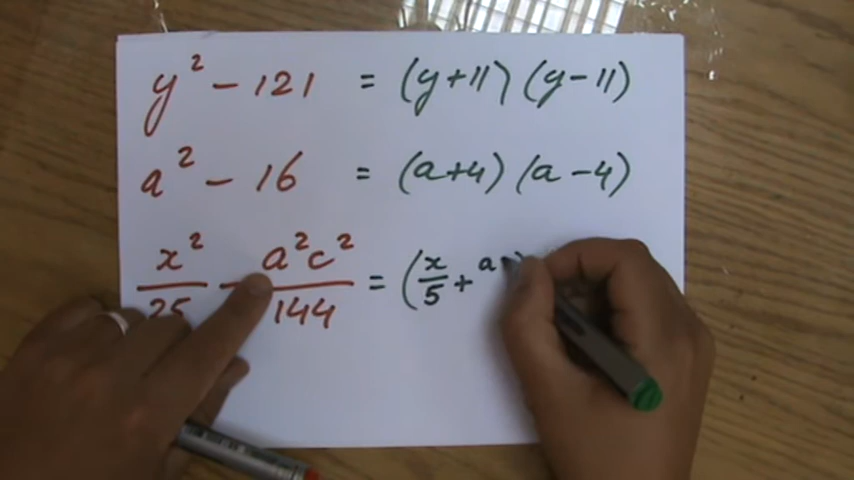 y² - 121 = (y+11) (y-11)
a² - 16 = (a+4) (a-4)
x²/25 - a²c²/144 = (x/5 + a